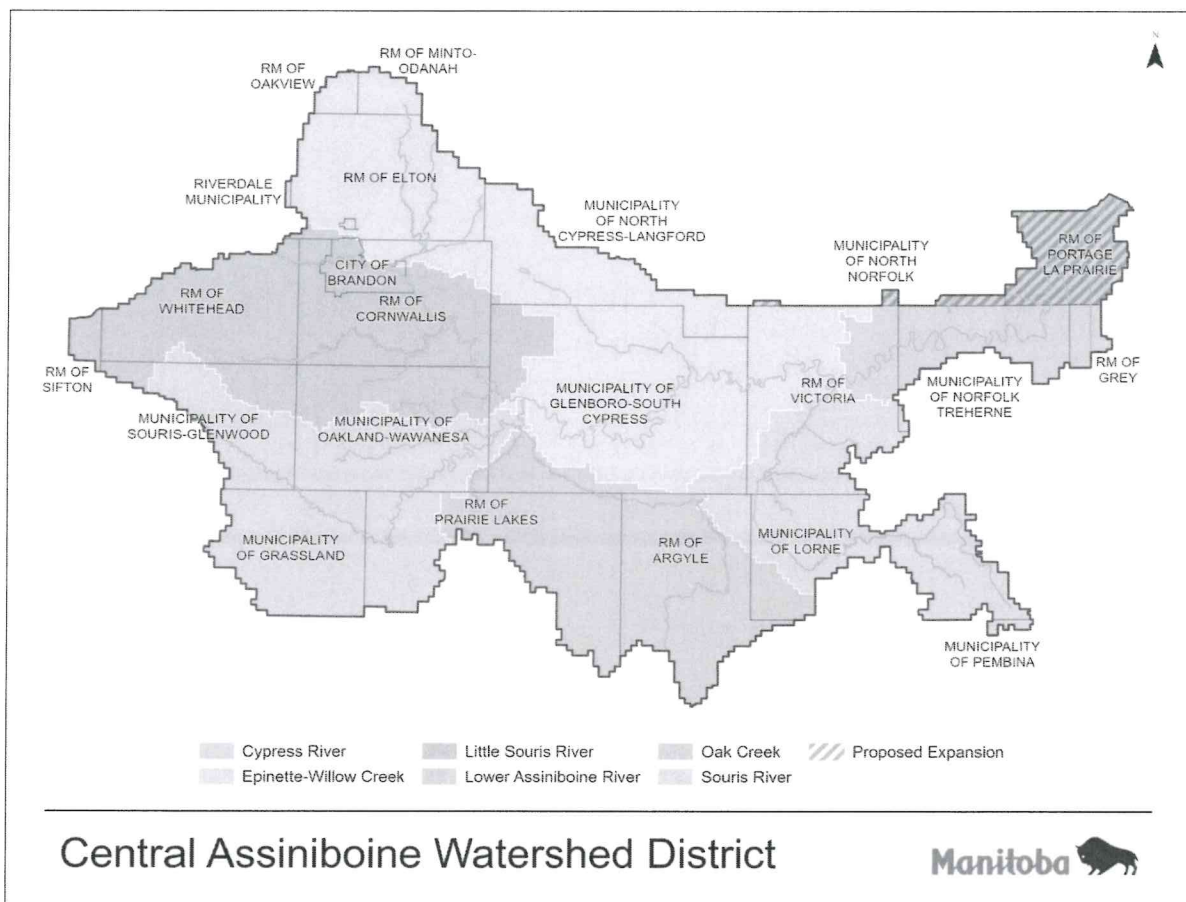 N
RM OF MINTO-
ODANAH
RM OF
OAKVIEW
RIVERDALE
MUNICIPALITY
RM OF ELTON
MUNICIPALITY
OF NORTH
CYPRESS-LANGFORD
MUNICIPALITY
OF NORTH
NORFOLK
RM OF
PORTAGE
LA PRAIRIE
CITY OF
BRANDON
RM OF
WHITEHEAD
RM OF
CORNWALLIS
RM OF
SIFTON
MUNICIPALITY OF
SOURIS-GLENWOOD
MUNICIPALITY OF
OAKLAND-WAWANESA
MUNICIPALITY OF
GLENBORO-SOUTH
CYPRESS
RM OF
VICTORIA
MUNICIPALITY
OF NORFOLK
TREHERNE
RM OF
GREY
MUNICIPALITY
OF GRASSLAND
RM OF
PRAIRIE LAKES
RM OF
ARGYLE
MUNICIPALITY
OF LORNE
MUNICIPALITY
OF PEMBINA
Cypress River
Little Souris River
Oak Creek
Proposed Expansion
Epinette-Willow Creek
Lower Assiniboine River
Souris River
Central Assiniboine Watershed District
Manitoba